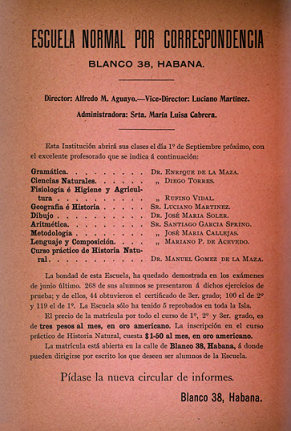 ESCUELA NORMAL POR CORRESPONDENCIA
BLANCO 38, HABANA.
Director: Alfredo M. Aguayo.—Vice-Director: Luciano Martinez.
Administradora: Srta. María Luisa Cabrera.
Esta Institución abrirá sus clases el día 1º de Septiembre próximo, con
el excelente profesorado que se indica á continuación:
Gramática. . . . . . . . . . . . DR. ENRIQUE DE LA MAZA.
Ciencias Naturales. . . . . . . „ DIEGO TORRES.
Fisiología é Higiene y Agricul-
tura . . . . . . . . . . . . „ RUFINO VIDAL.
Geografía é Historia . . . . . . SR. LUCIANO MARTINEZ.
Dibujo . . . . . . . . . . . . . DR. JOSÉ MARIA SOLER.
Aritmética. . . . . . . . . . . SR. SANTIAGO GARCIA SPRING.
Metodología . . . . . . . . . . „ JOSÉ MARIA CALLEJAS.
Lenguaje y Composición. . . . . „ MARIANO P. DE ACEVEDO.
Curso práctico de Historia Natu-
ral. . . . . . . . . . . . . DR. MANUEL GOMEZ DE LA MAZA.
La bondad de esta Escuela, ha quedado demostrada en los exámenes
de junio último. 268 de sus alumnos se presentaron á dichos ejercicios de
prueba; y de ellos, 44 obtuvieron el certificado de 3er. grado; 100 el de 2º
y 119 el de 1º. La Escuela sólo ha tenido 5 reprobados en toda la Isla.
El precio de la matrícula por todo el curso de 1º, 2º y 3er. grado, es
de tres pesos al mes, en oro americano. La inscripción en el curso
práctico de Historia Natural, cuesta $1-50 al mes, en oro americano.
La matrícula está abierta en la calle de Blanco 38, Habana, á donde
pueden dirigirse por escrito los que deseen ser alumnos de la Escuela.
Pídase la nueva circular de informes.
Blanco 38, Habana.